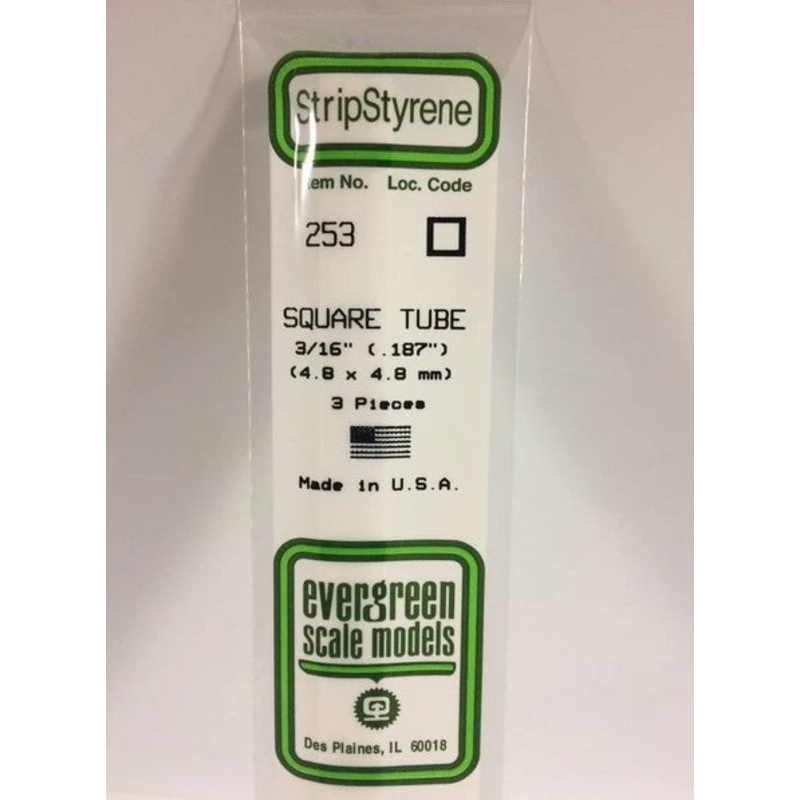 StripStyrene
Item No. Loc. Code
253
SQUARE TUBE
3/16" (.187")
(4.8 x 4.8 mm)
3 Pieces
Made in U.S.A.
evergreen
scale models
Des Plaines, IL 60018